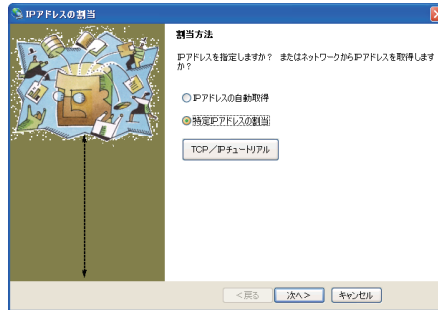 IPアドレスの割当
割当方法
IPアドレスを指定しますか？ またはネットワークからIPアドレスを取得します
か？
IPアドレスの自動取得
特定IPアドレスの割当
TCP／IPチュートリアル
<戻る
次へ>
キャンセル